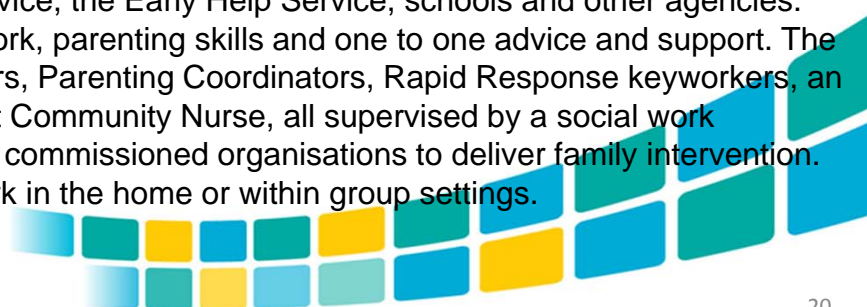 vice, the Early Help Service, schools and other agencies.
ork, parenting skills and one to one advice and support. The
rs, Parenting Coordinators, Rapid Response keyworkers, an
t Community Nurse, all supervised by a social work
commissioned organisations to deliver family intervention.
rk in the home or within group settings.
20